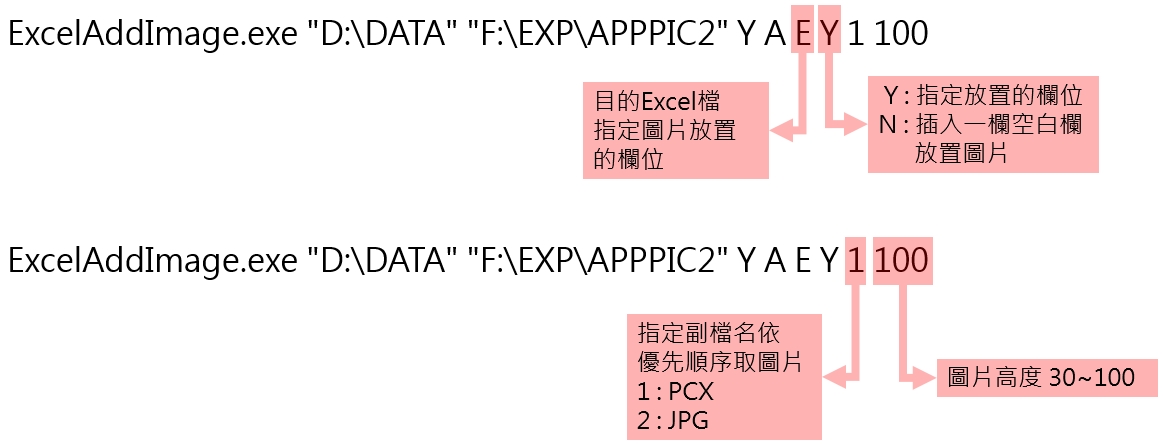 ExcelAddImage.exe "D:\DATA" "F:\EXP\APPPIC2" Y A E Y 1 100
目的Excel檔
指定圖片放置
的欄位
Y : 指定放置的欄位
N : 插入一欄空白欄
放置圖片
ExcelAddImage.exe "D:\DATA" "F:\EXP\APPPIC2" Y A E Y 1 100
指定副檔名依
優先順序取圖片
1 : PCX
2 : JPG
圖片高度 30~100